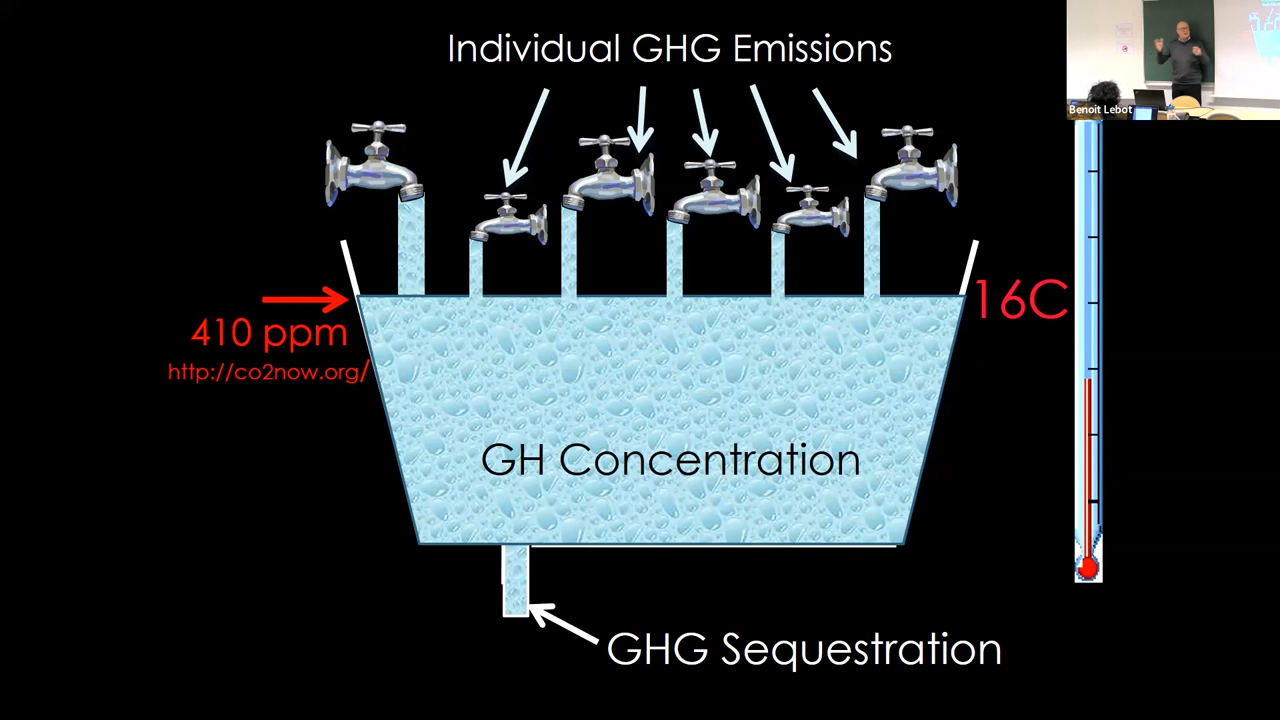 Individual GHG Emissions
Benoit Lebot
16C
410 ppm
http://co2now.org/
GH Concentration
GHG Sequestration